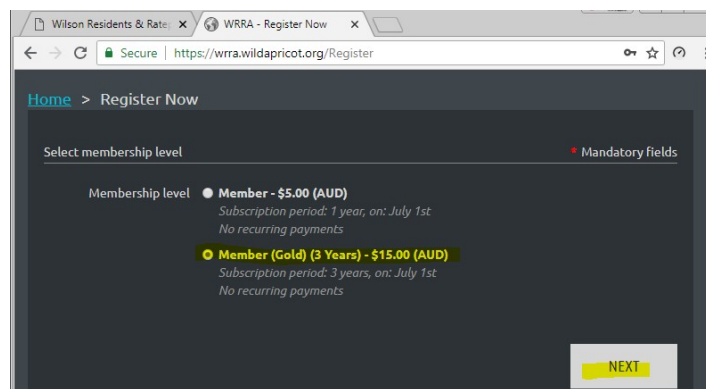 Wilson Residents & Ratep
WRRA - Register Now
Secure | https://wrra.wildapricot.org/Register
Home > Register Now
Select membership level
* Mandatory fields
Membership level
Member - $5.00 (AUD)
Subscription period: 1 year, on: July 1st
No recurring payments
Member (Gold) (3 Years) - $15.00 (AUD)
Subscription period: 3 years, on: July 1st
No recurring payments
NEXT